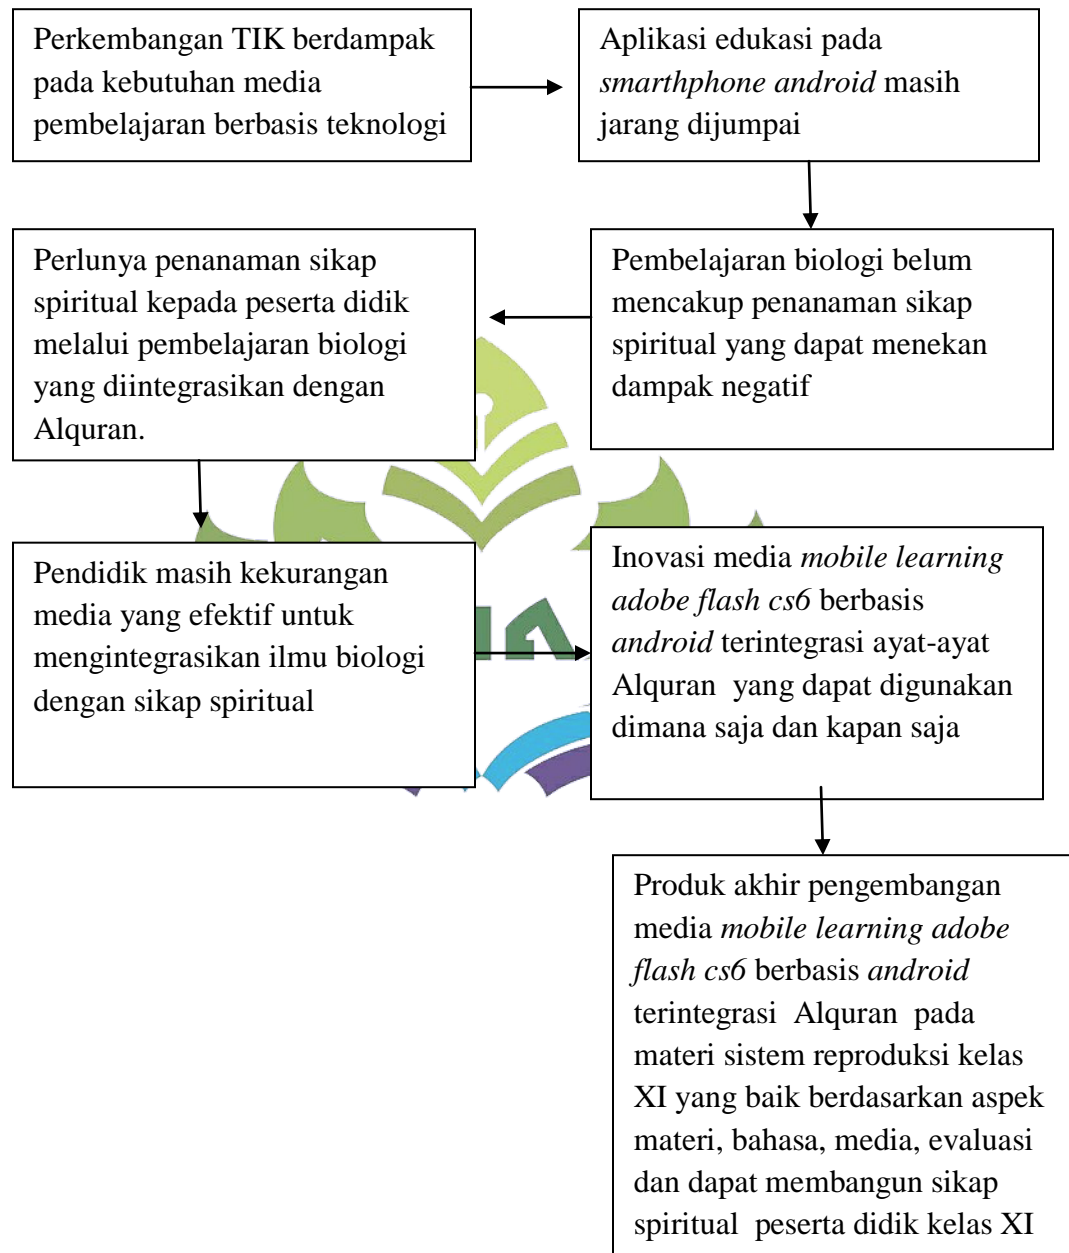 Perkembangan TIK berdampak
pada kebutuhan media
pembelajaran berbasis teknologi
Aplikasi edukasi pada
smarthphone android masih
jarang dijumpai
Pembelajaran biologi belum
mencakup penanaman sikap
spiritual yang dapat menekan
dampak negatif
Perlunya penanaman sikap
spiritual kepada peserta didik
melalui pembelajaran biologi
yang diintegrasikan dengan
Alquran.
Pendidik masih kekurangan
media yang efektif untuk
mengintegrasikan ilmu biologi
dengan sikap spiritual
Inovasi media mobile learning
adobe flash cs6 berbasis
android terintegrasi ayat-ayat
Alquran yang dapat digunakan
dimana saja dan kapan saja
Produk akhir pengembangan
media mobile learning adobe
flash cs6 berbasis android
terintegrasi Alquran pada
materi sistem reproduksi kelas
XI yang baik berdasarkan aspek
materi, bahasa, media, evaluasi
dan dapat membangun sikap
spiritual peserta didik kelas XI